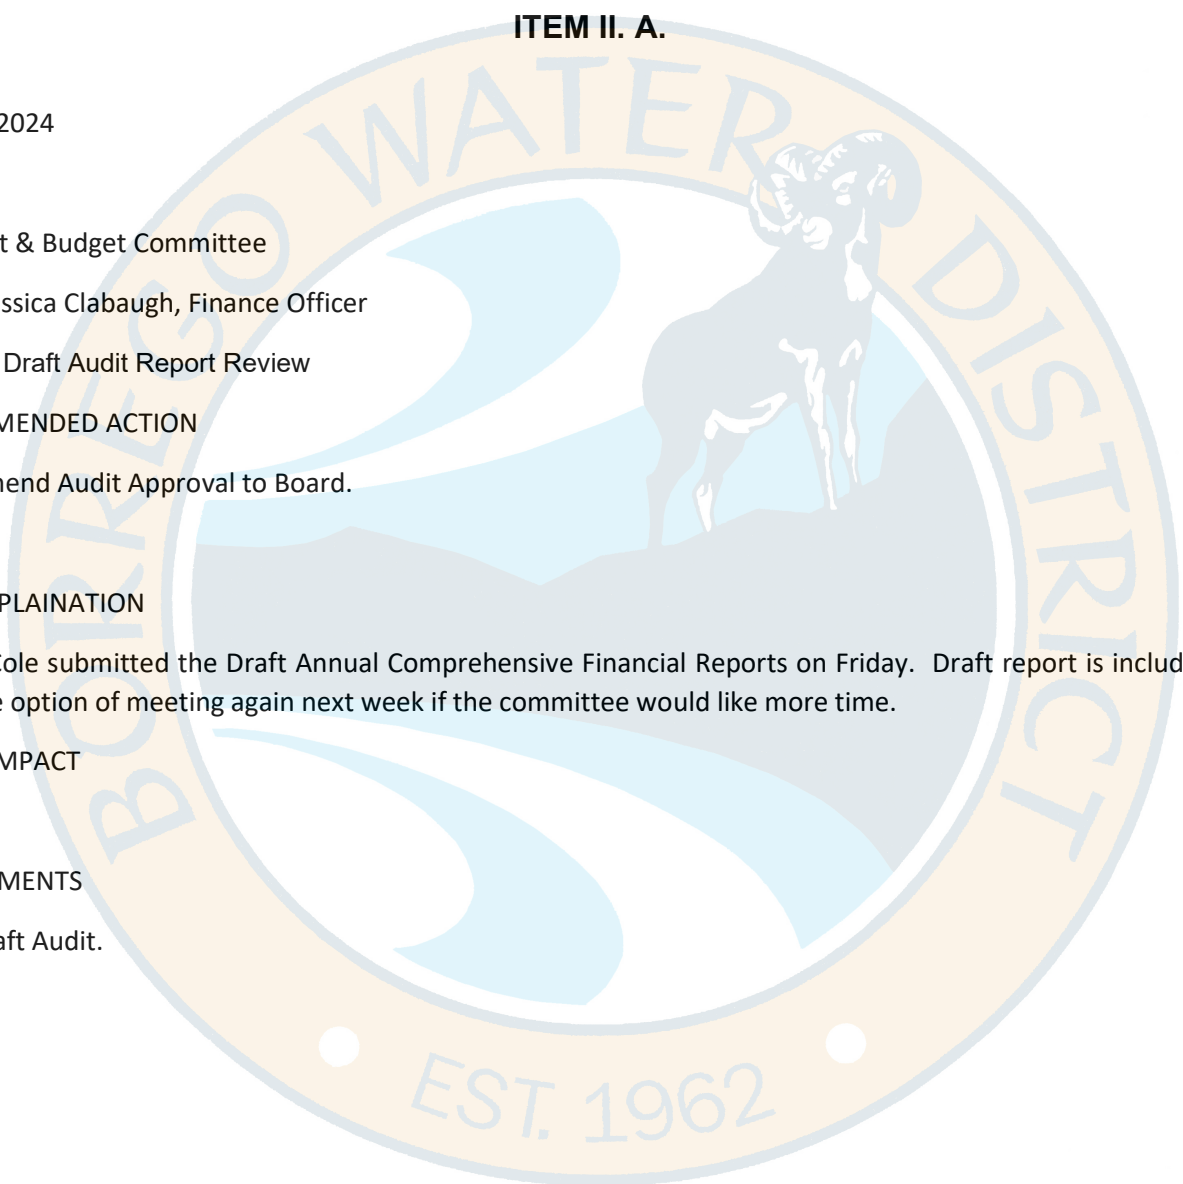 ITEM II. A.
2024
t & Budget Committee
ssica Clabaugh, Finance Officer
Draft Audit Report Review
MENDED ACTION
nend Audit Approval to Board.
PLAINATION
Cole submitted the Draft Annual Comprehensive Financial Reports on Friday. Draft report is includ
e option of meeting again next week if the committee would like more time.
MPACT
MENTS
aft Audit.
BORREGO WATER DISTRICT
EST. 1962